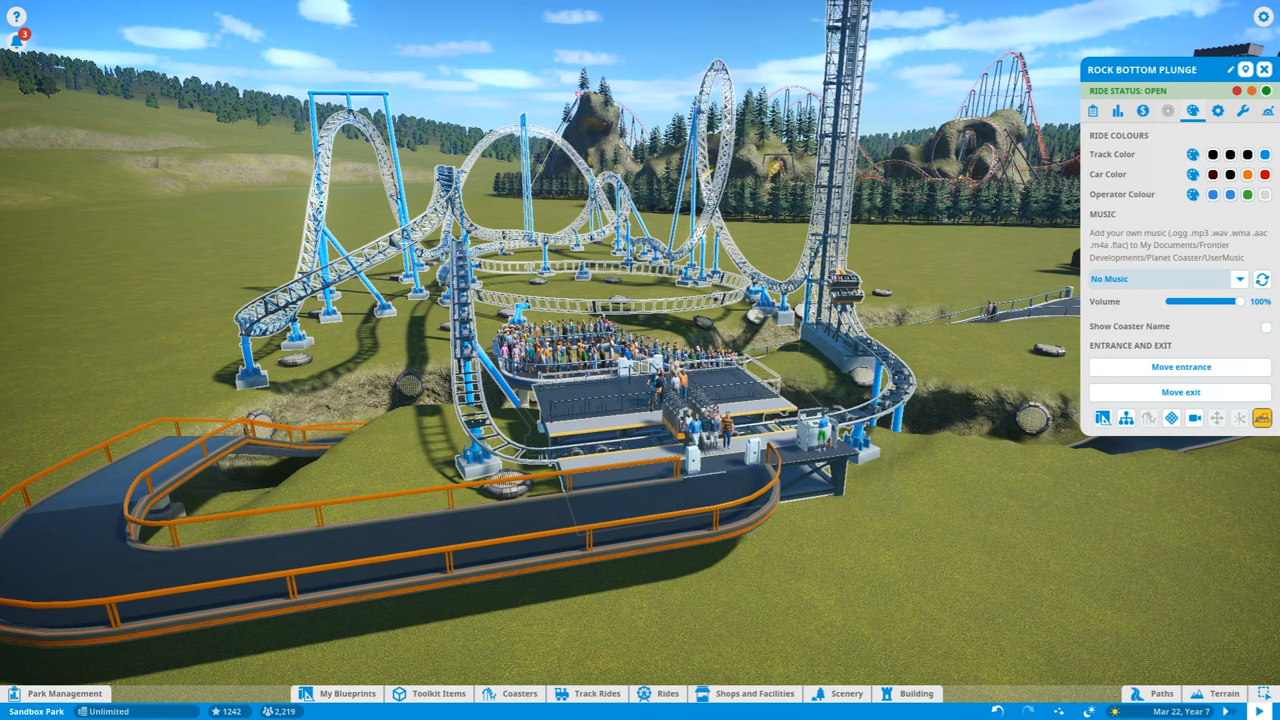 ?
3
ROCK BOTTOM PLUNGE
RIDE STATUS: OPEN
RIDE COLOURS
Track Color
Car Color
Operator Colour
MUSIC
Add your own music (.ogg .mp3 .wav .wma .aac
.m4a .flac) to My Documents/Frontier
Developments/Planet Coaster/UserMusic
No Music
Volume 100%
Show Coaster Name
ENTRANCE AND EXIT
Move entrance
Move exit
Park Management My Blueprints Toolkit Items Coasters Track Rides Rides Shops and Facilities Scenery Building Paths Terrain
Sandbox Park Unlimited 1242 2,219 Mar 22, Year 7